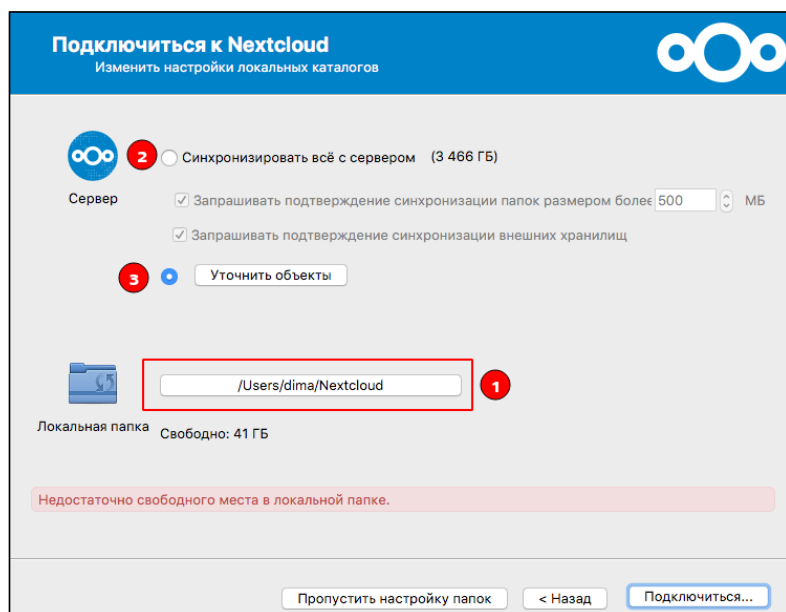 Подключиться к Nextcloud
Изменить настройки локальных каталогов
2 Синхронизировать всё с сервером (3 466 ГБ)
Сервер
Запрашивать подтверждение синхронизации папок размером более 500 МБ
Запрашивать подтверждение синхронизации внешних хранилищ
3 Уточнить объекты
/Users/dima/Nextcloud 1
Локальная папка
Свободно: 41 ГБ
Недостаточно свободного места в локальной папке.
Пропустить настройку папок < Назад Подключиться...